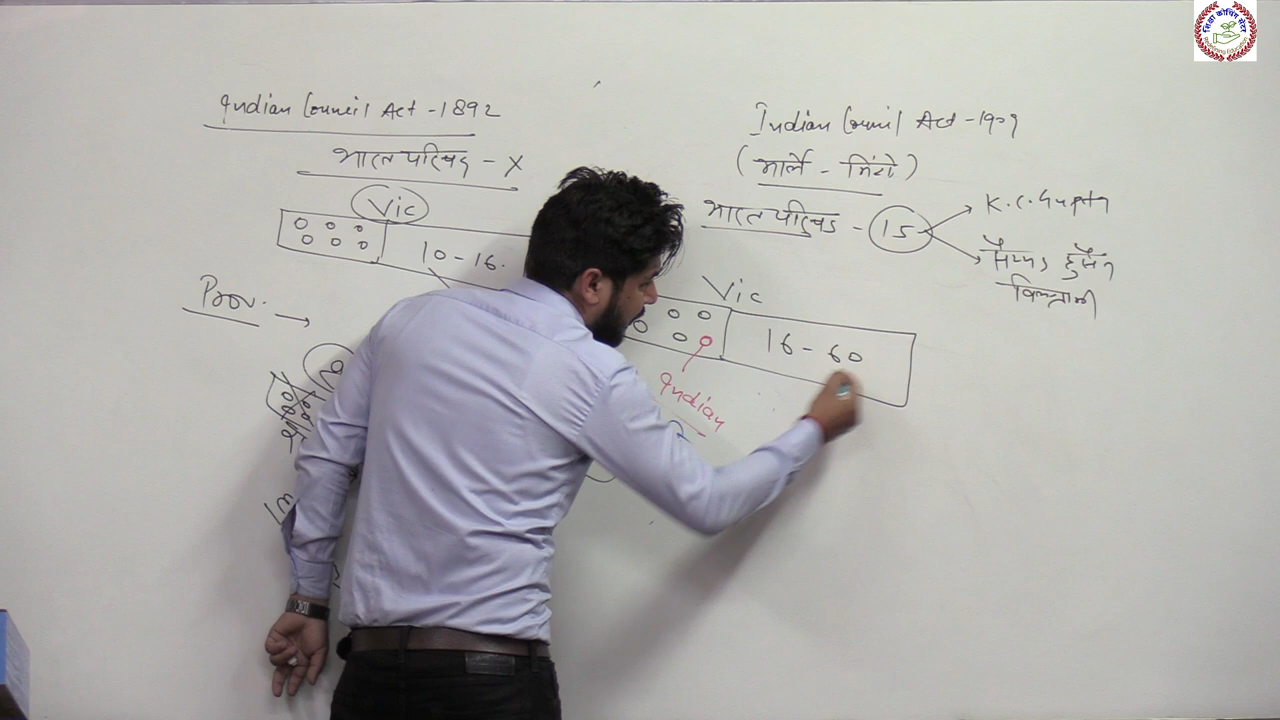 Indian Council Act - 1892
भारत परिषद - X
Vic
10 - 16.
Prov. →
Indian Council Act - 1909
(मार्ले - मिंटो)
भारत परिषद - 15
K.C. Gupta
सैय्यद हुसैन
Vic
16 - 60
Indian
शिवा कोचिंग सेंटर